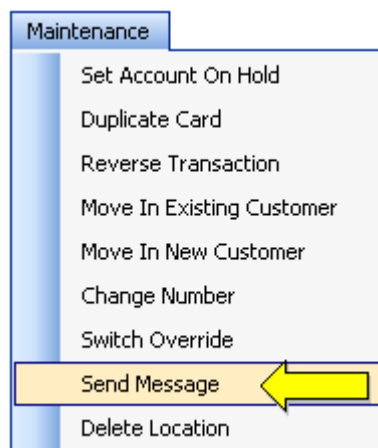 Maintenance
Set Account On Hold
Duplicate Card
Reverse Transaction
Move In Existing Customer
Move In New Customer
Change Number
Switch Override
Send Message
Delete Location